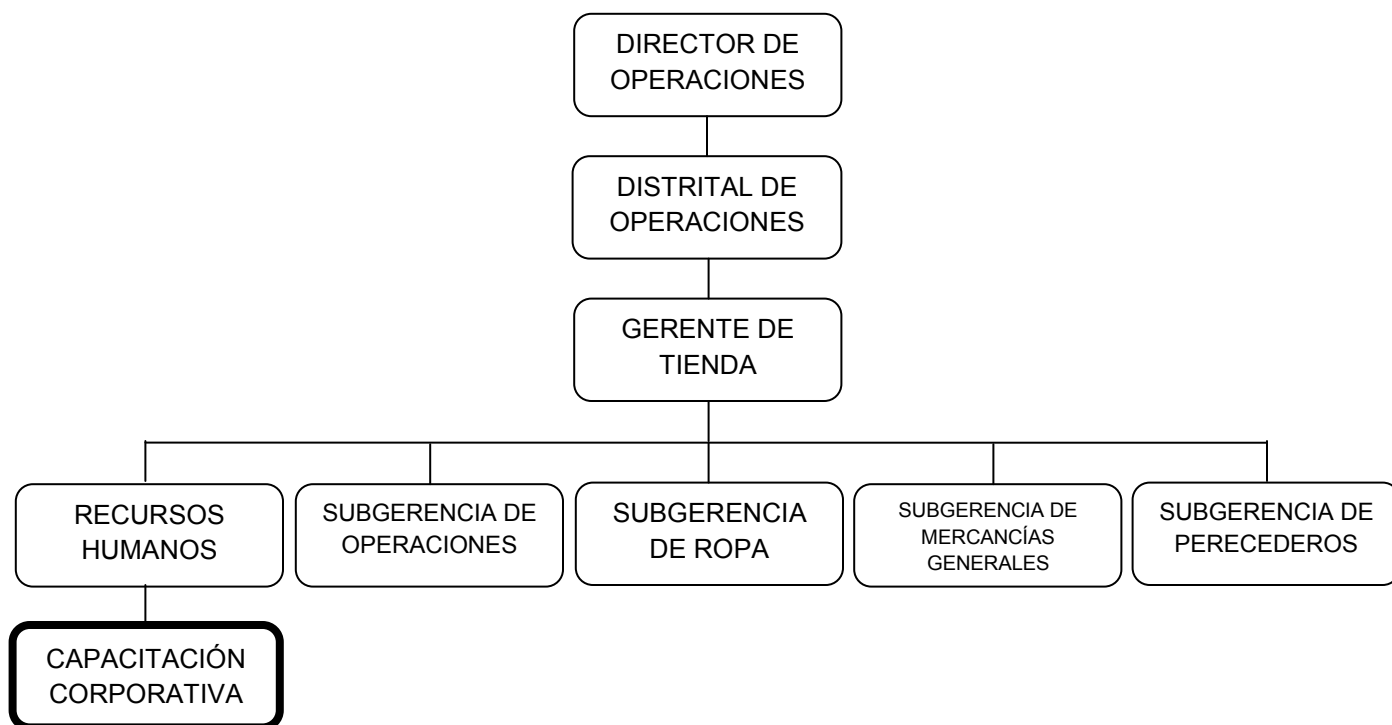 DIRECTOR DE
OPERACIONES
DISTRITAL DE
OPERACIONES
GERENTE DE
TIENDA
RECURSOS
HUMANOS
SUBGERENCIA DE
OPERACIONES
SUBGERENCIA
DE ROPA
SUBGERENCIA DE
MERCANCÍAS
GENERALES
SUBGERENCIA DE
PERECEDEROS
CAPACITACIÓN
CORPORATIVA